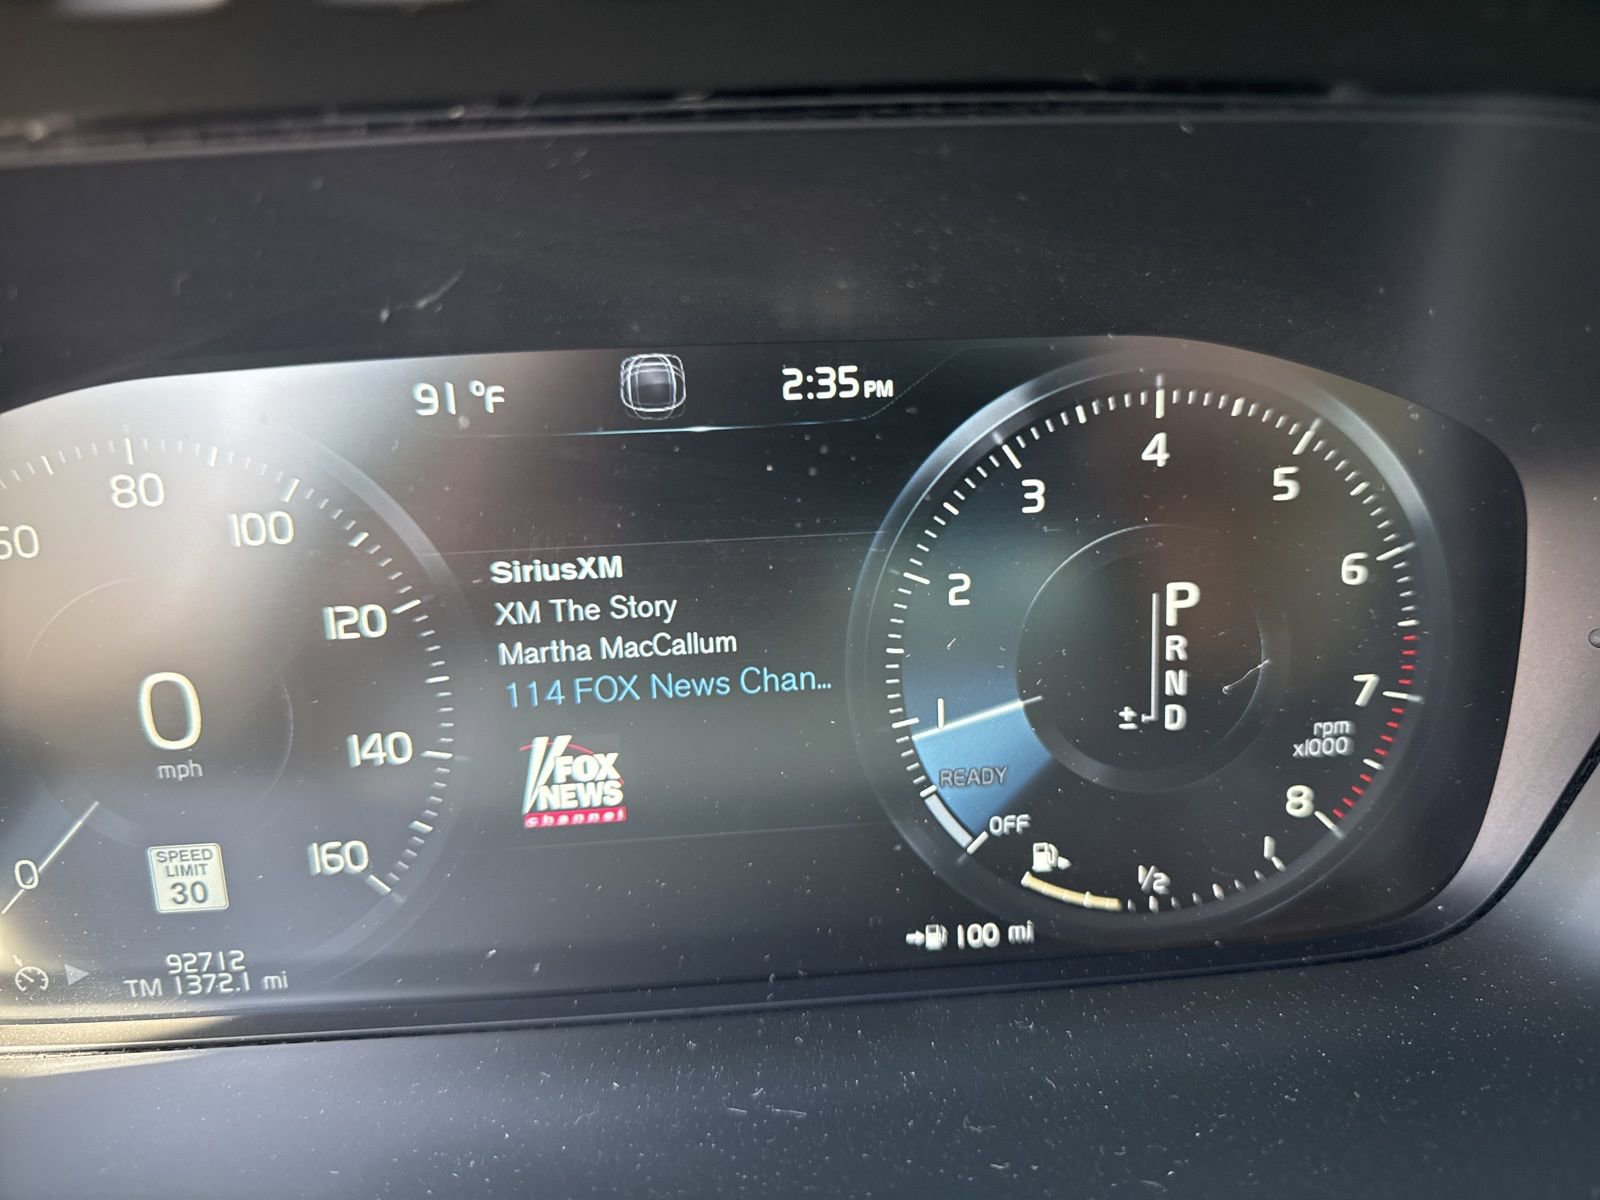 91 °F
2:35 PM
80
100
120
140
160
0
mph
0
SPEED
LIMIT
30
92712
TM 1372.1 mi
SiriusXM
XM The Story
Martha MacCallum
114 FOX News Chan...
FOX
NEWS
channel
1
2
3
4
5
6
7
8
rpm
x1000
P
R
N
± D
READY
OFF
1/2
1
100 mi